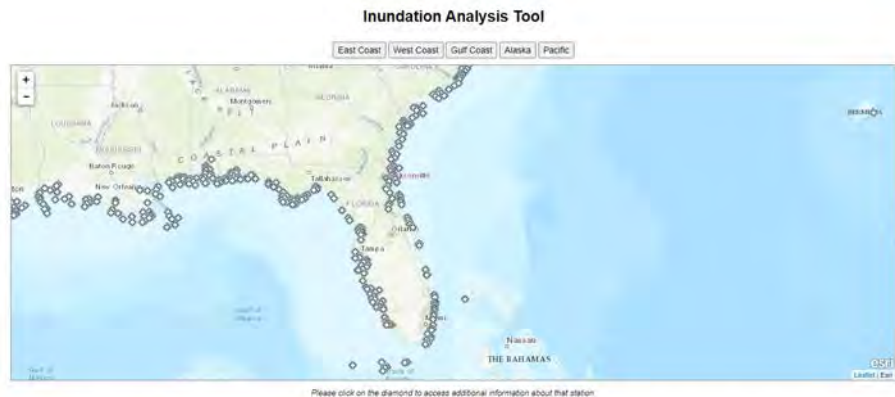 Inundation Analysis Tool
East Coast West Coast Gulf Coast Alaska Pacific
+
−
ALABAMA
Montgomery
GEORGIA
LOUISIANA
COASTAL PLAIN
Baton Rouge
New Orleans
Tallahassee
FLORIDA
Tampa
Nassau
THE BAHAMAS
esri
Leaflet | Esri
Please click on the diamond to access additional information about that station